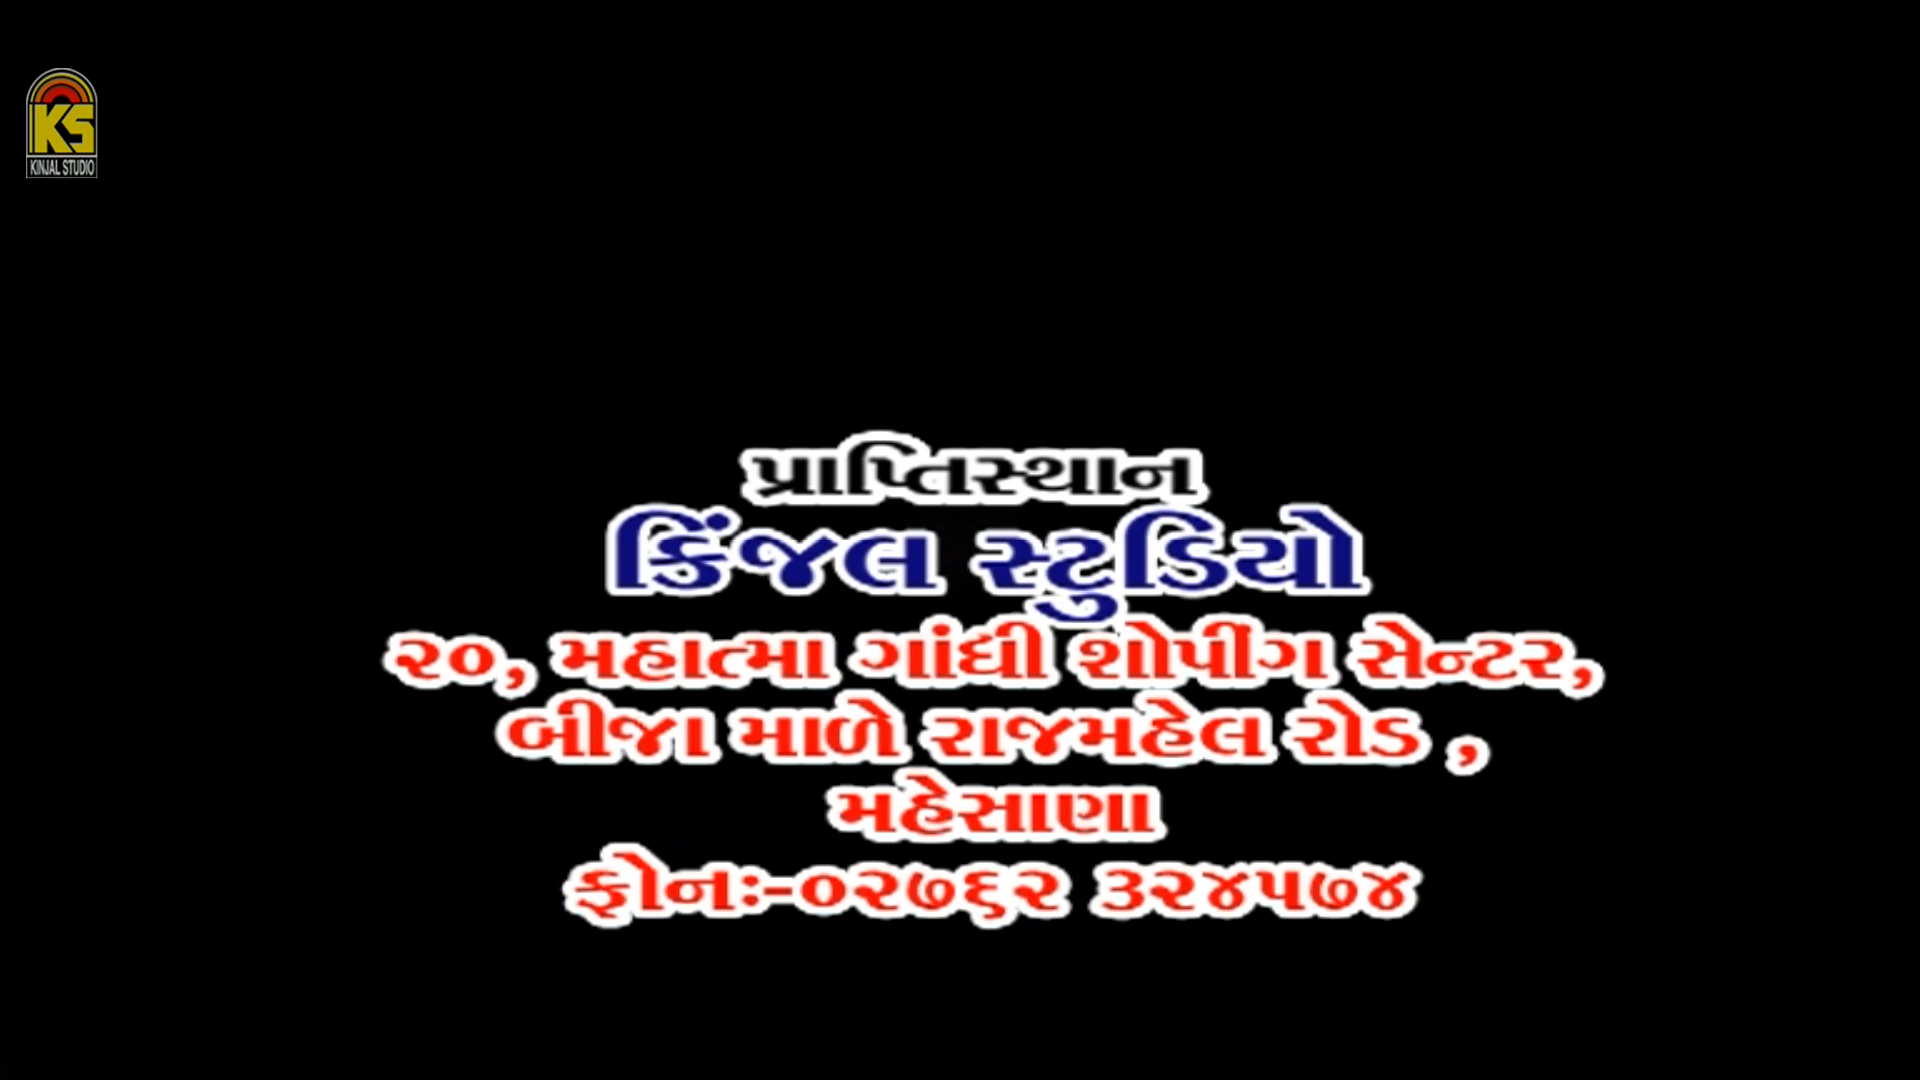 KS
KINJAL STUDIO
પ્રાપ્તિસ્થાન
કિંજલ સ્ટુડિયો
૨૦, મહાત્મા ગાંધી શોપીંગ સેન્ટર,
બીજા માળે રાજમહેલ રોડ ,
મહેસાણા
ફોનઃ-૦૨૭૬૨ ૩૨૪૫૭૪